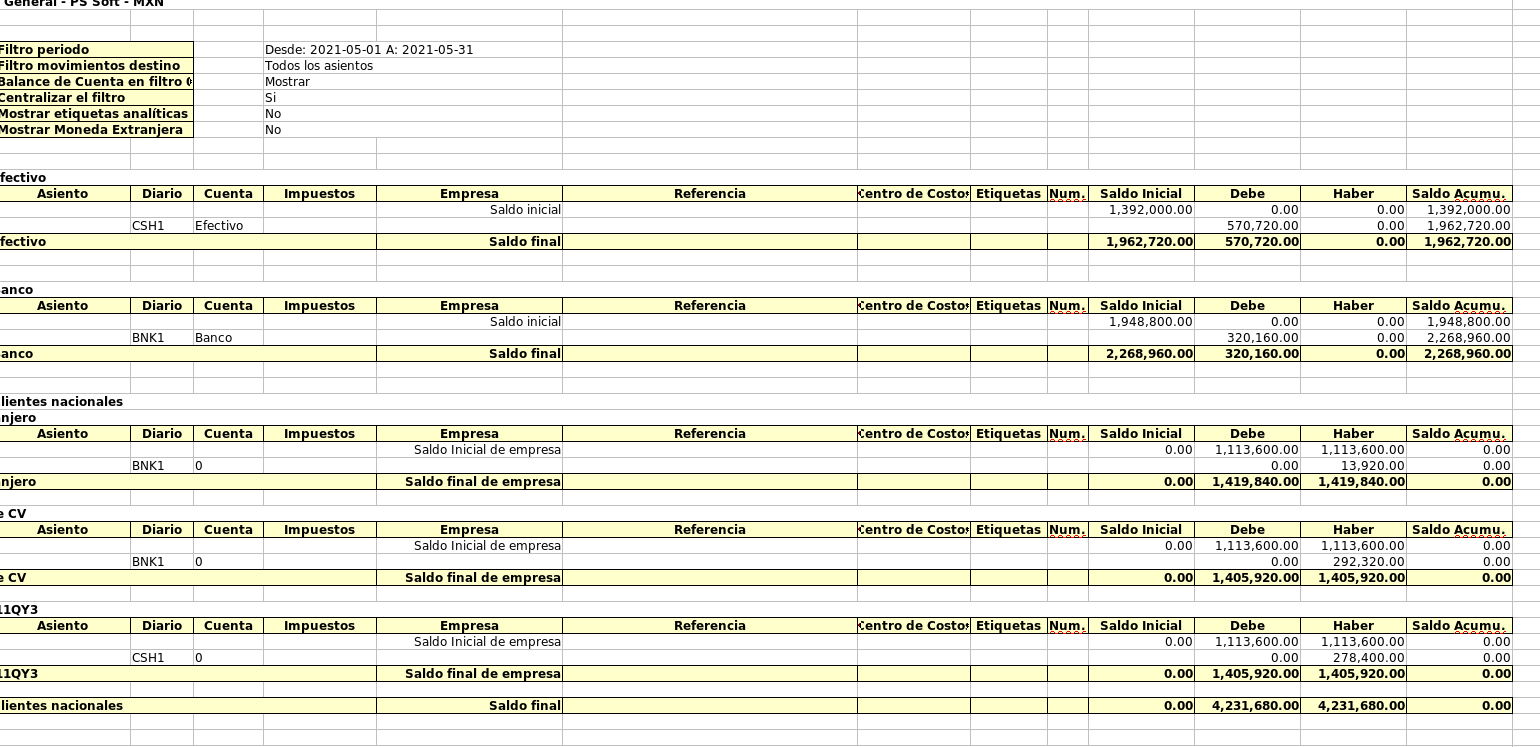 General - PS Soft - MXN
Filtro periodo Desde: 2021-05-01 A: 2021-05-31
Filtro movimientos destino Todos los asientos
Balance de Cuenta en filtro Mostrar
Centralizar el filtro Si
Mostrar etiquetas analíticas No
Mostrar Moneda Extranjera No
fectivo
Asiento Diario Cuenta Impuestos Empresa Referencia Centro de Costo Etiquetas Num. Saldo Inicial Debe Haber Saldo Acumu.
Saldo inicial 1,392,000.00 0.00 0.00 1,392,000.00
CSH1 Efectivo 570,720.00 0.00 1,962,720.00
fectivo Saldo final 1,962,720.00 570,720.00 0.00 1,962,720.00
anco
Asiento Diario Cuenta Impuestos Empresa Referencia Centro de Costo Etiquetas Num. Saldo Inicial Debe Haber Saldo Acumu.
Saldo inicial 1,948,800.00 0.00 0.00 1,948,800.00
BNK1 Banco 320,160.00 0.00 2,268,960.00
anco Saldo final 2,268,960.00 320,160.00 0.00 2,268,960.00
lientes nacionales
njero
Asiento Diario Cuenta Impuestos Empresa Referencia Centro de Costo Etiquetas Num. Saldo Inicial Debe Haber Saldo Acumu.
Saldo Inicial de empresa 0.00 1,113,600.00 1,113,600.00 0.00
BNK1 0 0.00 13,920.00 0.00
njero Saldo final de empresa 0.00 1,419,840.00 1,419,840.00 0.00
e CV
Asiento Diario Cuenta Impuestos Empresa Referencia Centro de Costo Etiquetas Num. Saldo Inicial Debe Haber Saldo Acumu.
Saldo Inicial de empresa 0.00 1,113,600.00 1,113,600.00 0.00
BNK1 0 0.00 292,320.00 0.00
e CV Saldo final de empresa 0.00 1,405,920.00 1,405,920.00 0.00
11QY3
Asiento Diario Cuenta Impuestos Empresa Referencia Centro de Costo Etiquetas Num. Saldo Inicial Debe Haber Saldo Acumu.
Saldo Inicial de empresa 0.00 1,113,600.00 1,113,600.00 0.00
CSH1 0 0.00 278,400.00 0.00
11QY3 Saldo final de empresa 0.00 1,405,920.00 1,405,920.00 0.00
lientes nacionales Saldo final 0.00 4,231,680.00 4,231,680.00 0.00